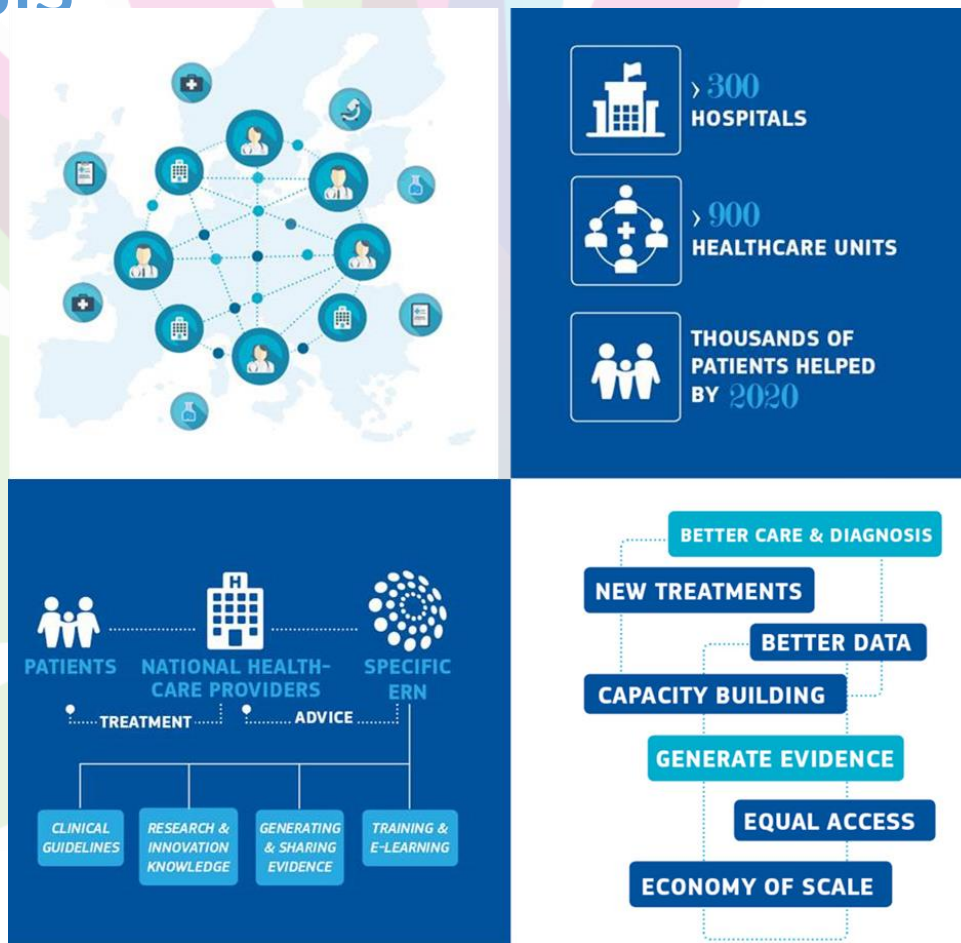 › 300
HOSPITALS
› 900
HEALTHCARE UNITS
THOUSANDS OF
PATIENTS HELPED
BY 2020
H
PATIENTS
NATIONAL HEALTH-
CARE PROVIDERS
SPECIFIC
ERN
TREATMENT
ADVICE
CLINICAL
GUIDELINES
RESEARCH &
INNOVATION
KNOWLEDGE
GENERATING
& SHARING
EVIDENCE
TRAINING &
E-LEARNING
BETTER CARE & DIAGNOSIS
NEW TREATMENTS
BETTER DATA
CAPACITY BUILDING
GENERATE EVIDENCE
EQUAL ACCESS
ECONOMY OF SCALE